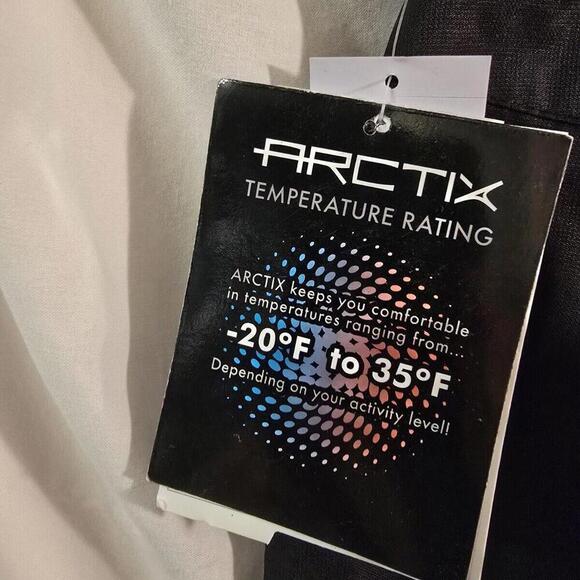 ARCTIX
TEMPERATURE RATING
ARCTIX keeps you comfortable
in temperatures ranging from...
-20°F to 35°F
Depending on your activity level!